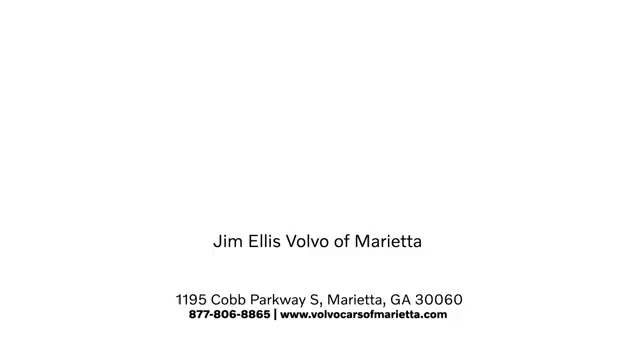 Jim Ellis Volvo of Marietta
1195 Cobb Parkway S, Marietta, GA 30060
877-806-8865 | www.volvocarsofmarietta.com